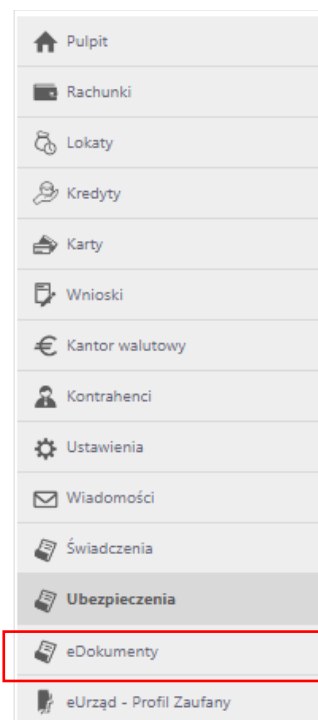 Pulpit
Rachunki
Lokaty
Kredyty
Karty
Wnioski
Kantor walutowy
Kontrahenci
Ustawienia
Wiadomości
Świadczenia
Ubezpieczenia
eDokumenty
eUrząd - Profil Zaufany